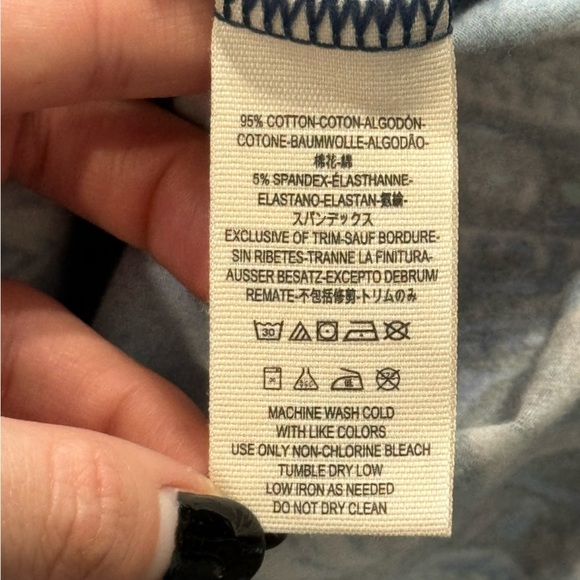 95% COTTON-COTON-ALGODÓN-
COTONE-BAUMWOLLE-ALGODÃO-
棉花-綿
5% SPANDEX-ÉLASTHANNE-
ELASTANO-ELASTAN-氨綸-
スパンデックス
EXCLUSIVE OF TRIM-SAUF BORDURE-
SIN RIBETES-TRANNE LA FINITURA-
AUSSER BESATZ-EXCEPTO DEBRUM/
REMATE-不包括修剪-トリムのみ
30
MACHINE WASH COLD
WITH LIKE COLORS
USE ONLY NON-CHLORINE BLEACH
TUMBLE DRY LOW
LOW IRON AS NEEDED
DO NOT DRY CLEAN